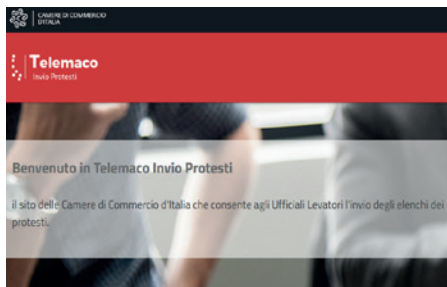 CAMERE DI COMMERCIO
D'ITALIA
Telemaco
Invio Protesti
Benvenuto in Telemaco Invio Protesti
il sito delle Camere di Commercio d'Italia che consente agli Ufficiali Levatori l'invio degli elenchi dei
protesti.